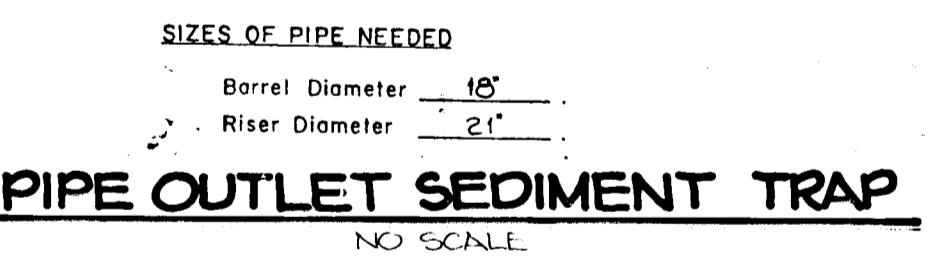 SIZES OF PIPE NEEDED
Barrel Diameter 18"
Riser Diameter 21"
PIPE OUTLET SEDIMENT TRAP
NO SCALE